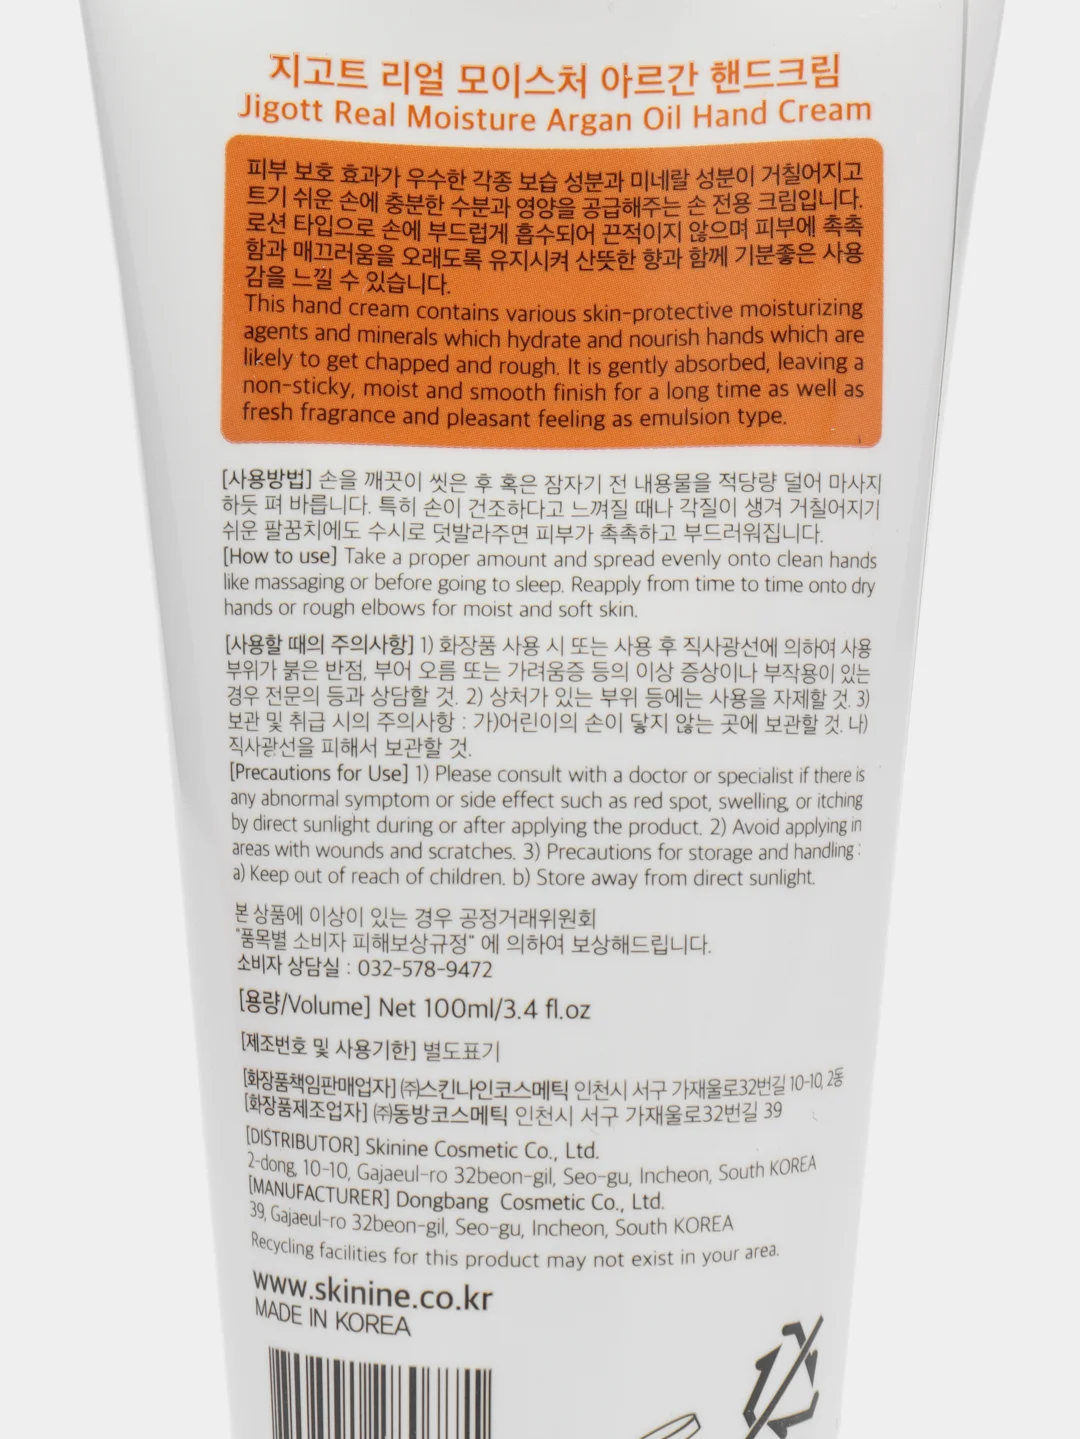 지고트 리얼 모이스처 아르간 핸드크림
Jigott Real Moisture Argan Oil Hand Cream
피부 보호 효과가 우수한 각종 보습 성분과 미네랄 성분이 거칠어지고
트기 쉬운 손에 충분한 수분과 영양을 공급해주는 손 전용 크림입니다.
로션 타입으로 손에 부드럽게 흡수되어 끈적이지 않으며 피부에 촉촉
함과 매끄러움을 오래도록 유지시켜 산뜻한 향과 함께 기분좋은 사용
감을 느낄 수 있습니다.
This hand cream contains various skin-protective moisturizing
agents and minerals which hydrate and nourish hands which are
likely to get chapped and rough. It is gently absorbed, leaving a
non-sticky, moist and smooth finish for a long time as well as
fresh fragrance and pleasant feeling as emulsion type.
[사용방법] 손을 깨끗이 씻은 후 혹은 잠자기 전 내용물을 적당량 덜어 마사지
하듯 펴 바릅니다. 특히 손이 건조하다고 느껴질 때나 각질이 생겨 거칠어지기
쉬운 팔꿈치에도 수시로 덧발라주면 피부가 촉촉하고 부드러워집니다.
[How to use] Take a proper amount and spread evenly onto clean hands
like massaging or before going to sleep. Reapply from time to time onto dry
hands or rough elbows for moist and soft skin.
[사용할 때의 주의사항] 1) 화장품 사용 시 또는 사용 후 직사광선에 의하여 사용
부위가 붉은 반점, 부어 오름 또는 가려움증 등의 이상 증상이나 부작용이 있는
경우 전문의 등과 상담할 것. 2) 상처가 있는 부위 등에는 사용을 자제할 것. 3)
보관 및 취급 시의 주의사항 : 가)어린이의 손이 닿지 않는 곳에 보관할 것. 나)
직사광선을 피해서 보관할 것.
[Precautions for Use] 1) Please consult with a doctor or specialist if there is
any abnormal symptom or side effect such as red spot, swelling, or itching
by direct sunlight during or after applying the product. 2) Avoid applying in
areas with wounds and scratches. 3) Precautions for storage and handling :
a) Keep out of reach of children. b) Store away from direct sunlight.
본 상품에 이상이 있는 경우 공정거래위원회
"품목별 소비자 피해보상규정" 에 의하여 보상해드립니다.
소비자 상담실 : 032-578-9472
[용량/Volume] Net 100ml/3.4 fl.oz
[제조번호 및 사용기한] 별도표기
[화장품책임판매업자] ㈜스킨나인코스메틱 인천시 서구 가재울로32번길 10-10, 2동
[화장품제조업자] ㈜동방코스메틱 인천시 서구 가재울로32번길 39
[DISTRIBUTOR] Skinine Cosmetic Co., Ltd.
2-dong, 10-10, Gajaeul-ro 32beon-gil, Seo-gu, Incheon, South KOREA
[MANUFACTURER] Dongbang Cosmetic Co., Ltd.
39, Gajaeul-ro 32beon-gil, Seo-gu, Incheon, South KOREA
Recycling facilities for this product may not exist in your area.
www.skinine.co.kr
MADE IN KOREA